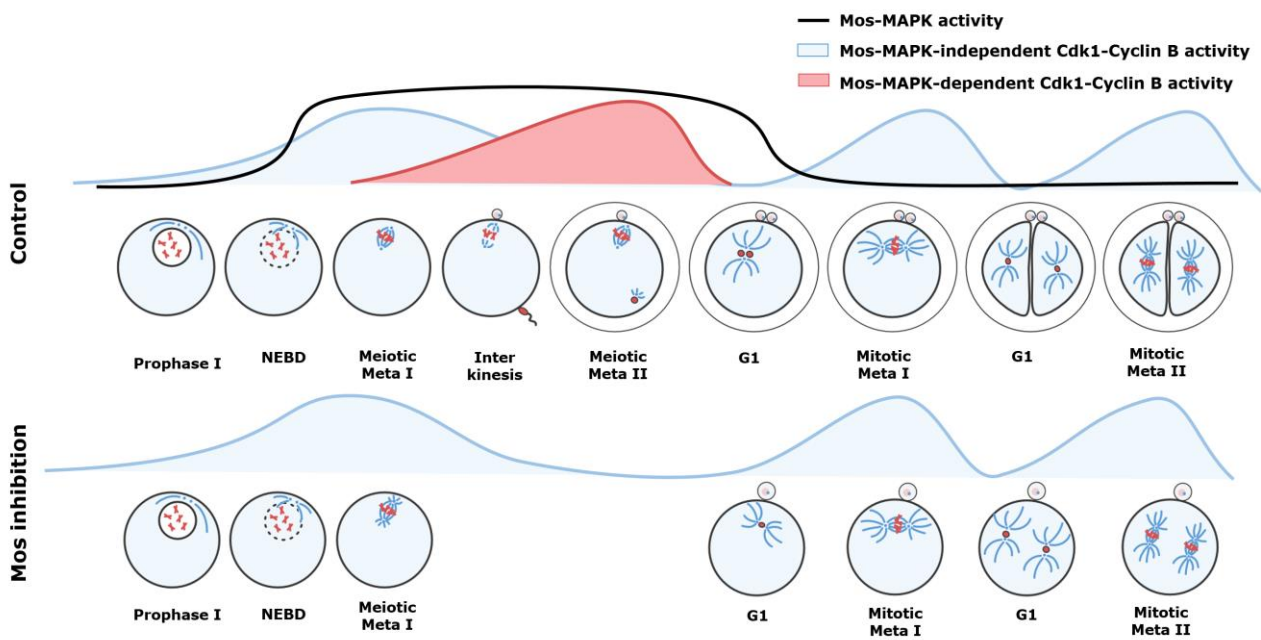 Mos-MAPK activity
Mos-MAPK-independent Cdk1-Cyclin B activity
Mos-MAPK-dependent Cdk1-Cyclin B activity
Control
Prophase I
NEBD
Meiotic
Meta I
Inter
kinesis
Meiotic
Meta II
G1
Mitotic
Meta I
G1
Mitotic
Meta II
Mos inhibition
Prophase I
NEBD
Meiotic
Meta I
G1
Mitotic
Meta I
G1
Mitotic
Meta II